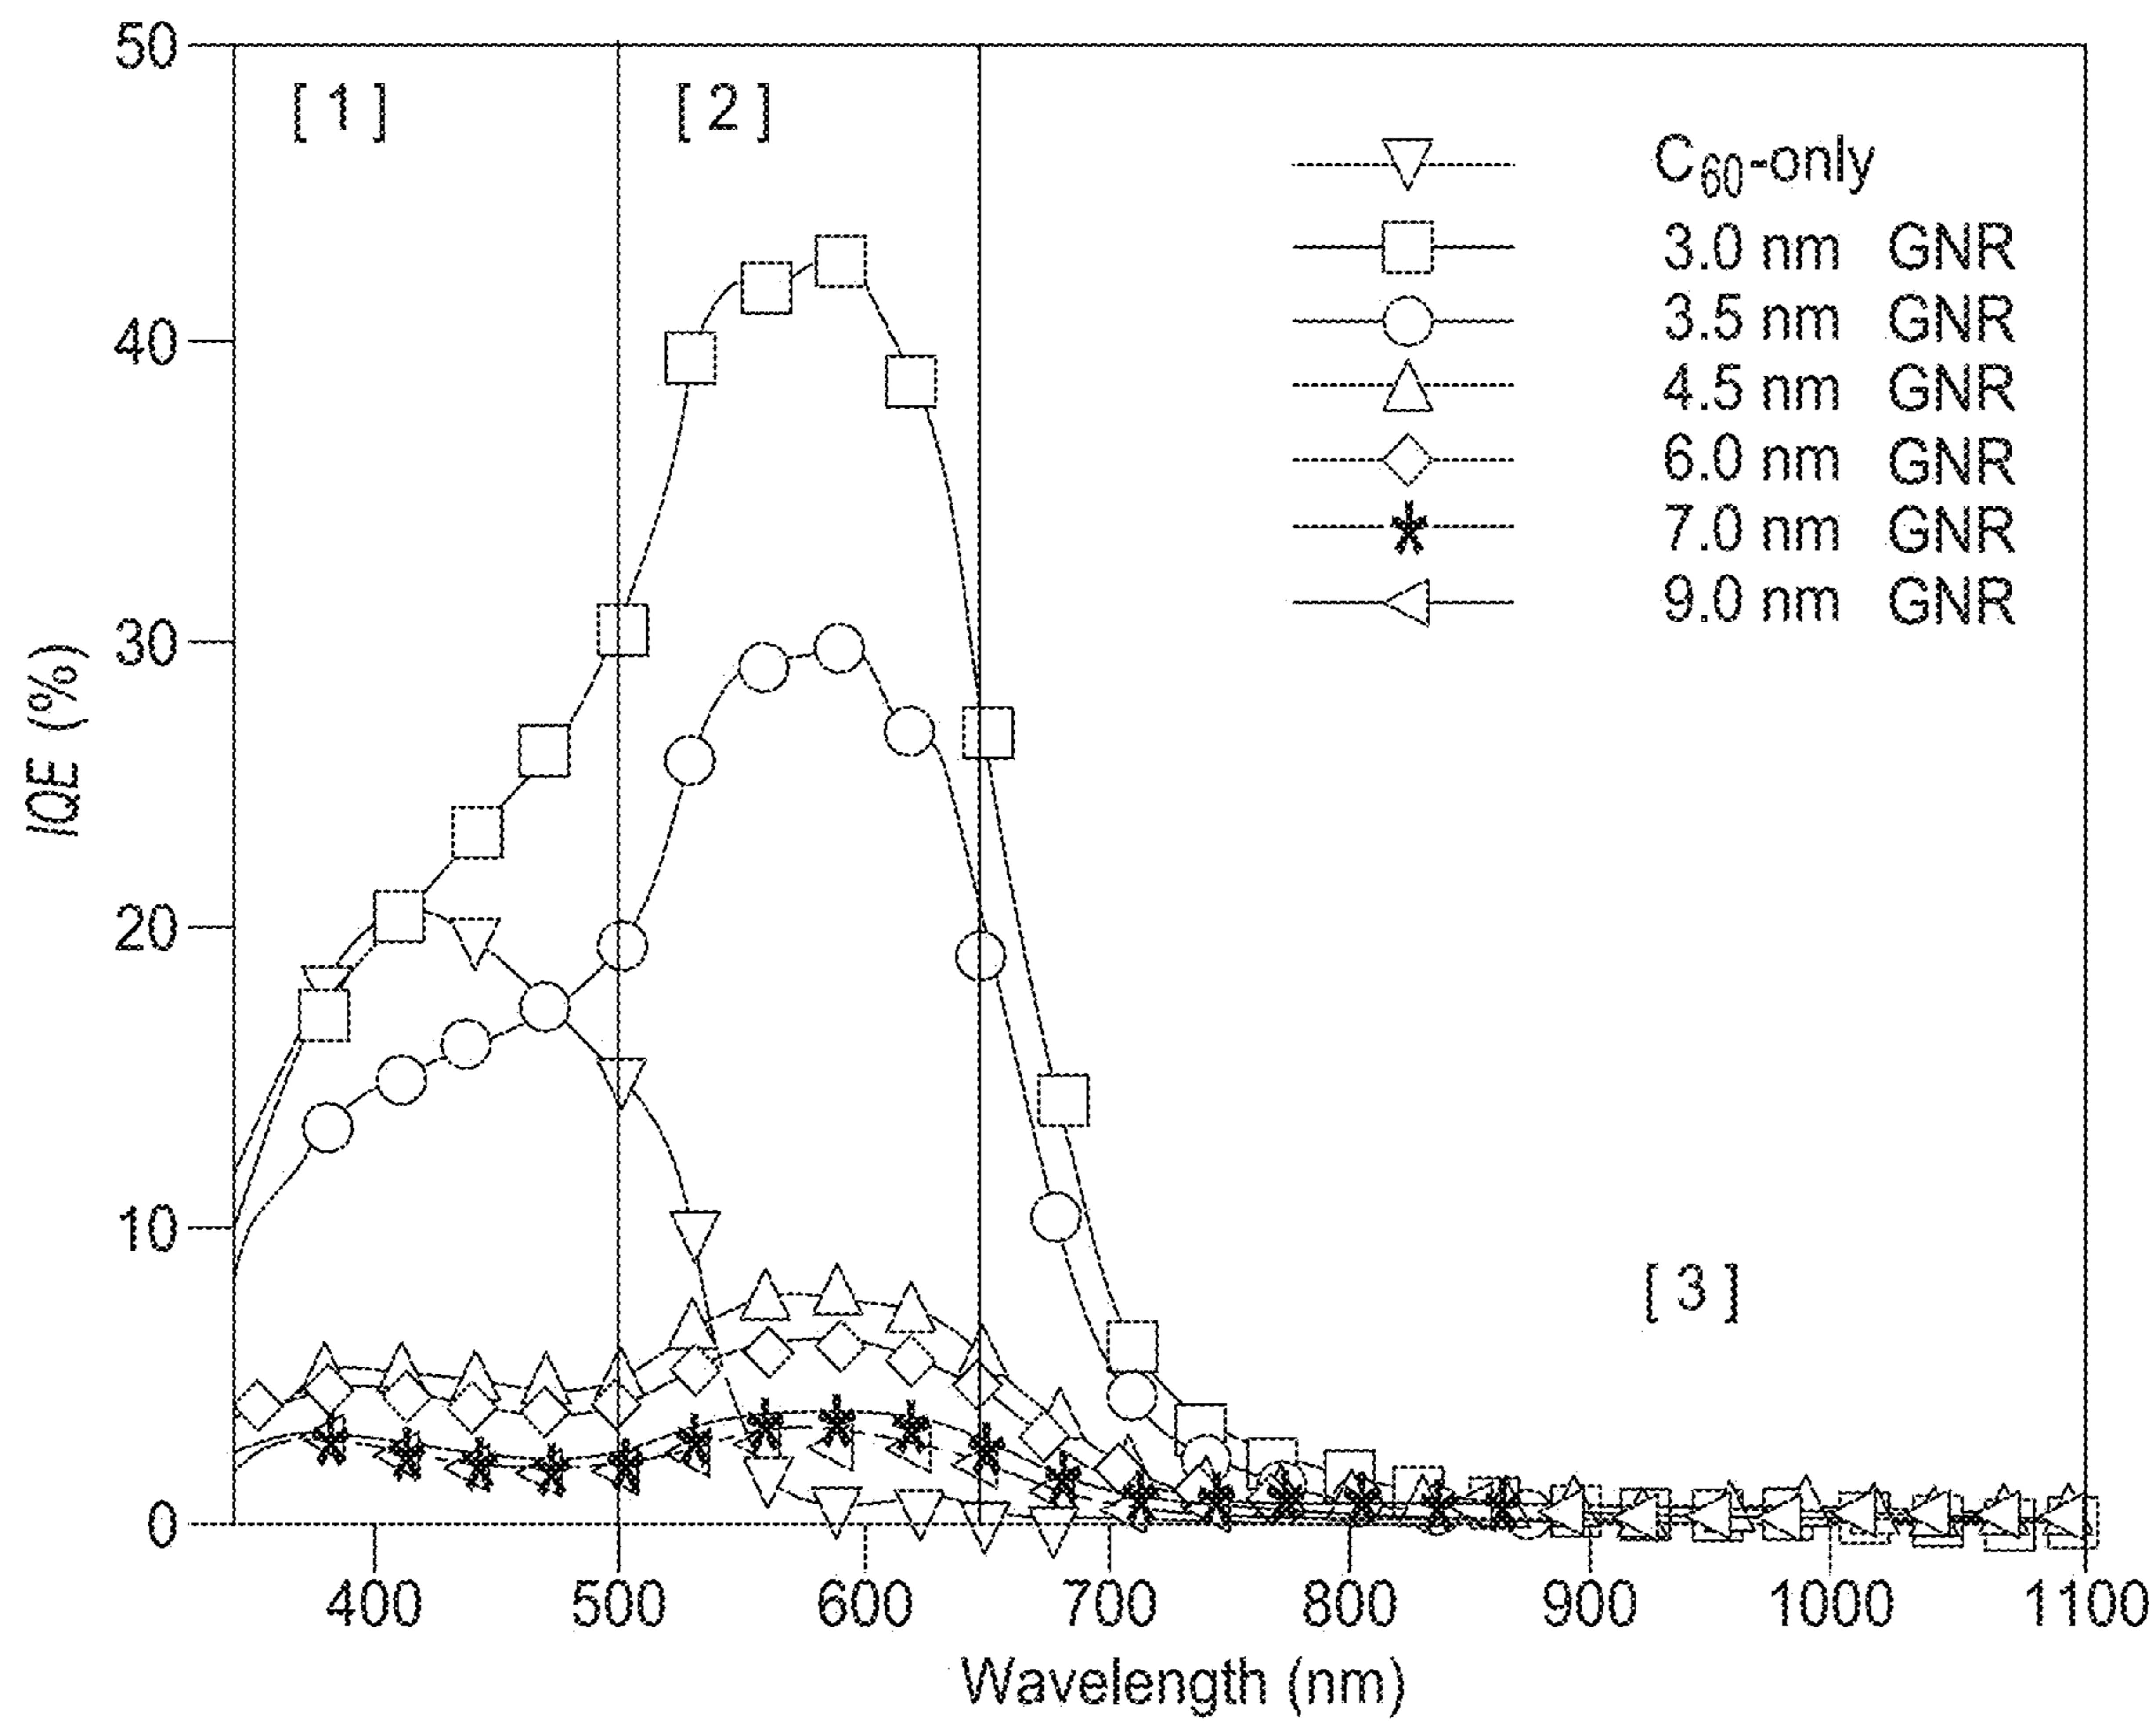 50
40
30
20
10
0
IQE (%)
[ 1 ]
[ 2 ]
[ 3 ]
C60-only
3.0 nm GNR
3.5 nm GNR
4.5 nm GNR
6.0 nm GNR
7.0 nm GNR
9.0 nm GNR
400 500 600 700 800 900 1000 1100
Wavelength (nm)